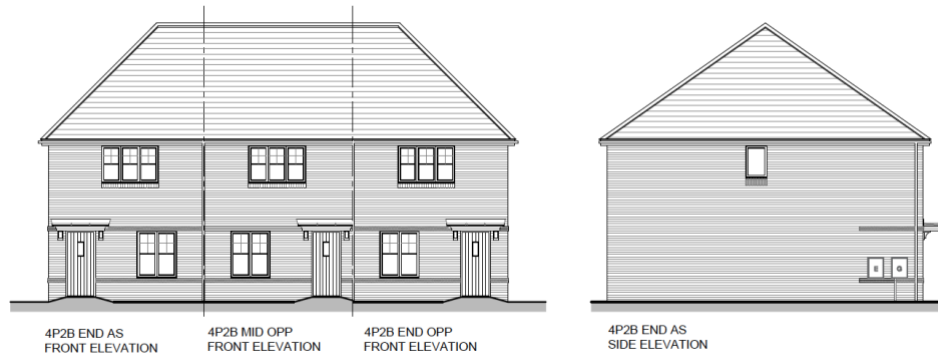 E G
4P2B END AS
FRONT ELEVATION
4P2B MID OPP
FRONT ELEVATION
4P2B END OPP
FRONT ELEVATION
4P2B END AS
SIDE ELEVATION